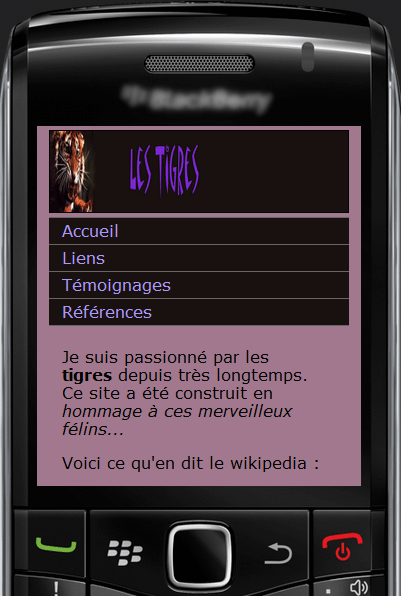 BlackBerry
LES TIGRES
Accueil
Liens
Témoignages
Références
Je suis passionné par les
tigres depuis très longtemps.
Ce site a été construit en
hommage à ces merveilleux
félins...
Voici ce qu'en dit le wikipedia :